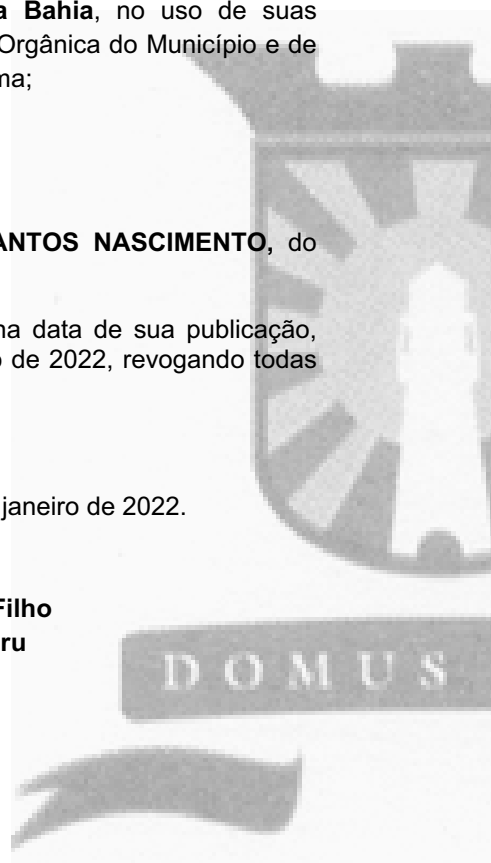 a Bahia, no uso de suas
Orgânica do Município e de
ma;
ANTOS NASCIMENTO, do
na data de sua publicação,
o de 2022, revogando todas
janeiro de 2022.
Filho
ru
DOMUS